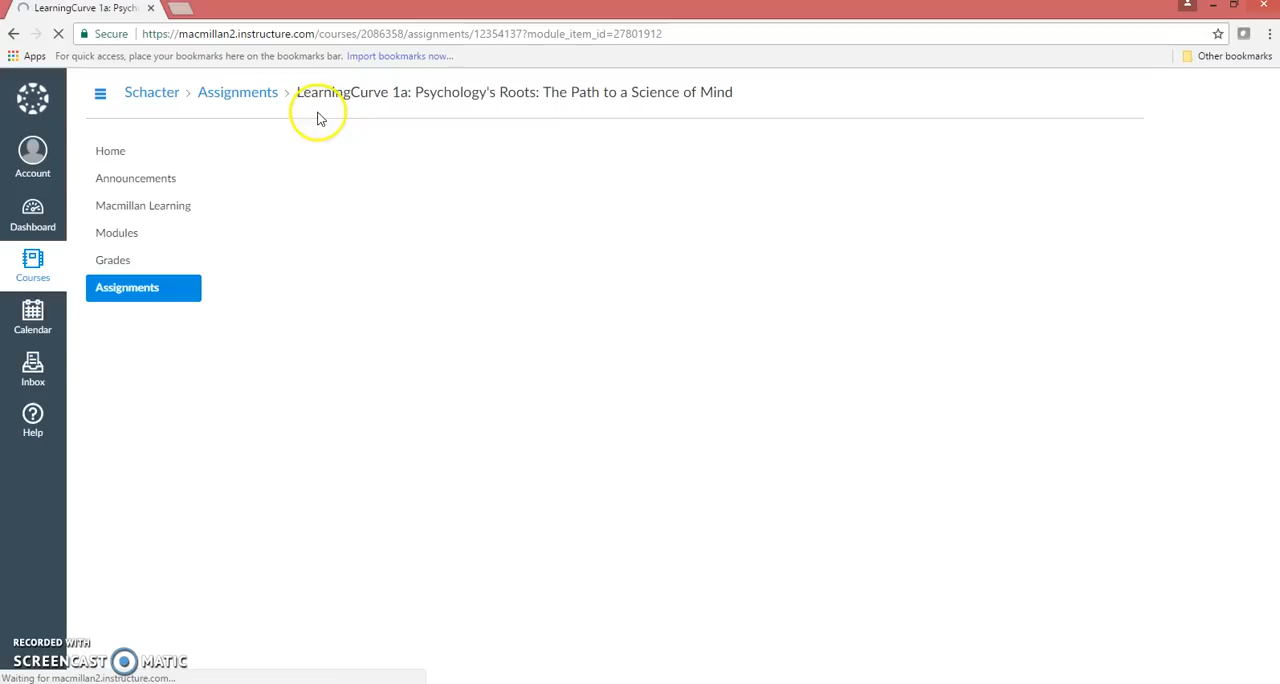 LearningCurve 1a: Psych
Secure
https://macmillan2.instructure.com/courses/2086358/assignments/12354137?module_item_id=27801912
Apps For quick access, place your bookmarks here on the bookmarks bar. Import bookmarks now... Other bookmarks
Schacter > Assignments > LearningCurve 1a: Psychology's Roots: The Path to a Science of Mind
Home
Announcements
Macmillan Learning
Modules
Grades
Assignments
Account
Dashboard
Courses
Calendar
Inbox
Help
RECORDED WITH
SCREENCAST MATIC
Waiting for macmillan2.instructure.com...